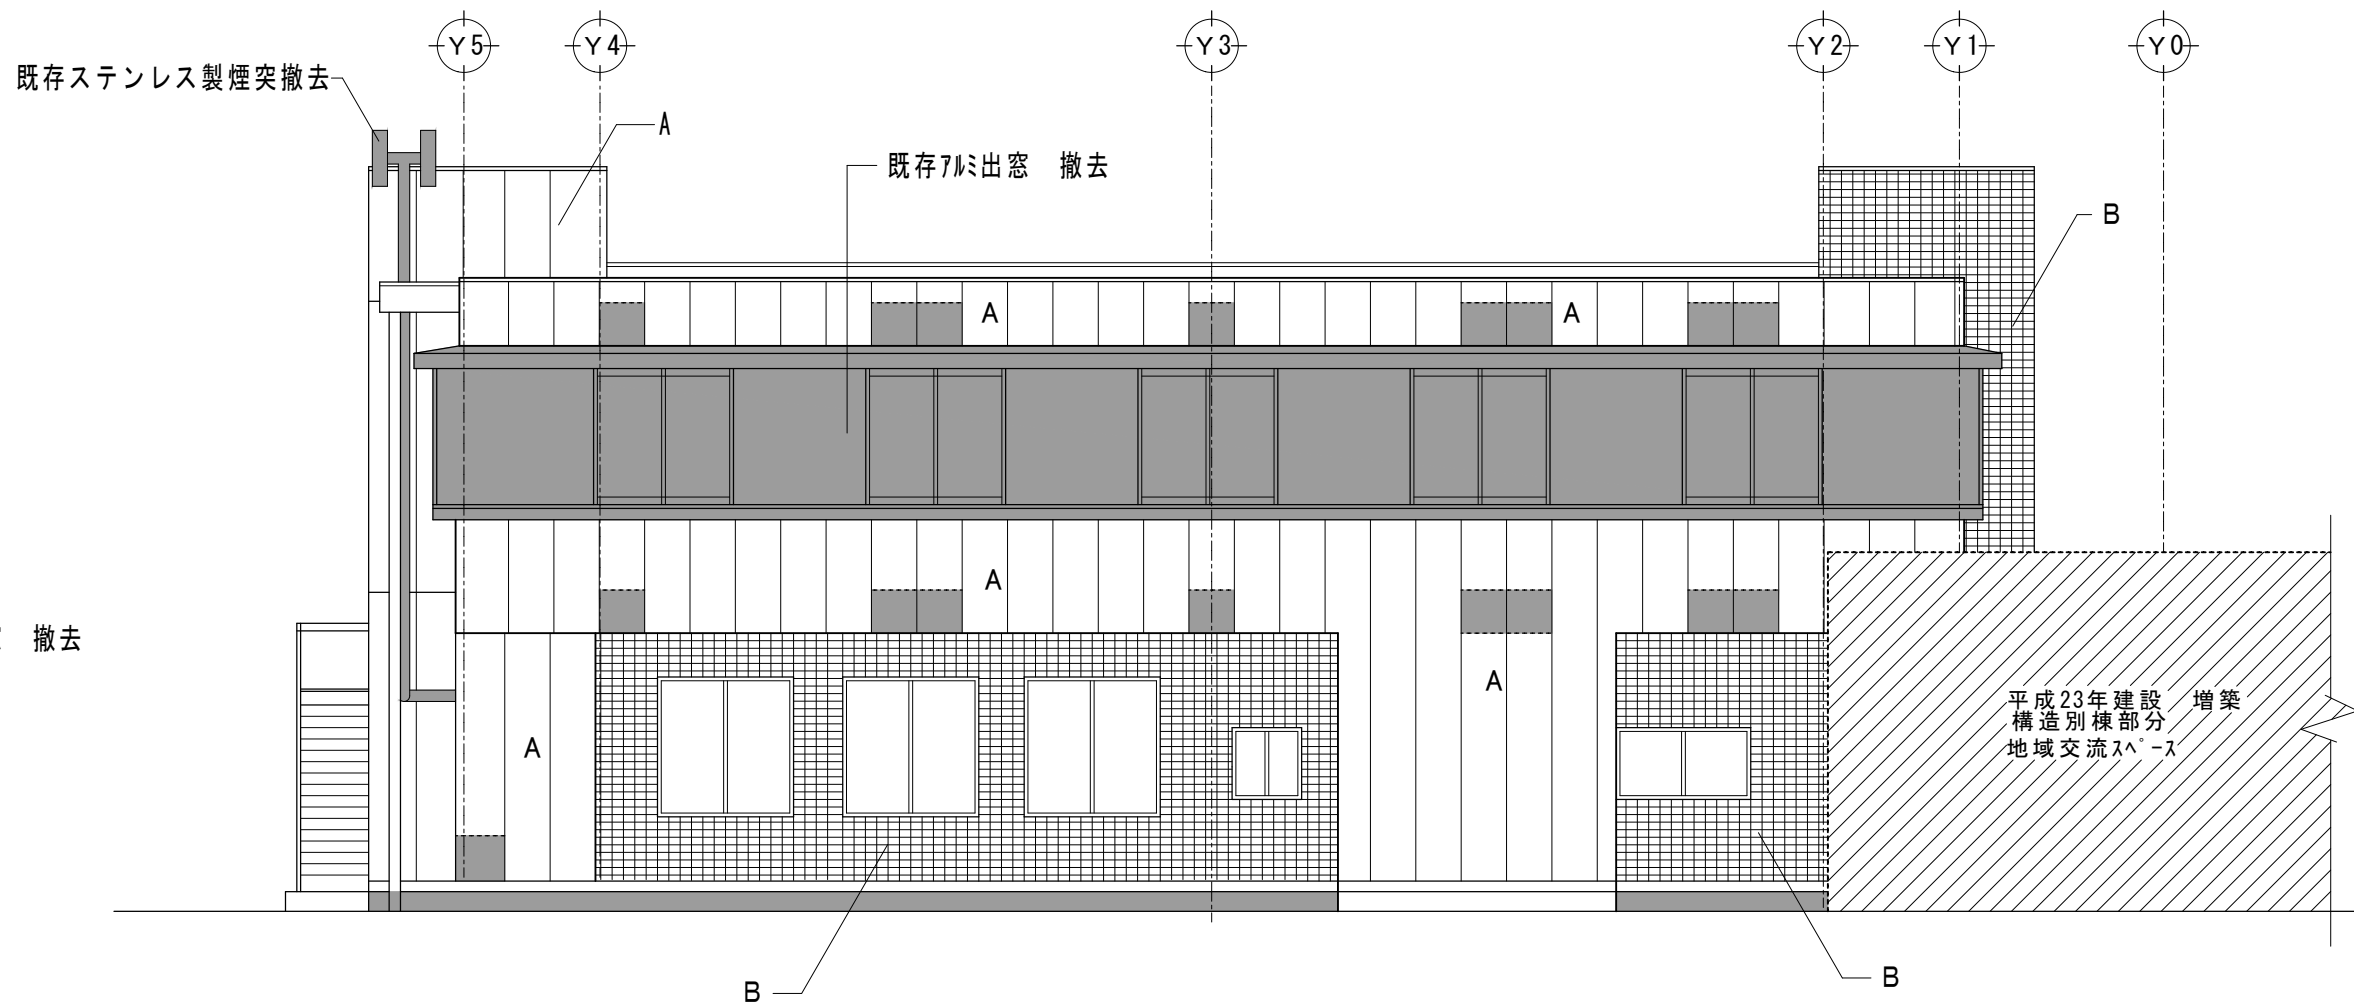 Y5
Y4
Y3
Y2
Y1
Y0
既存ステンレス製煙突撤去
A
既存ｱﾙﾐ出窓　撤去
B
A
A
A
撤去
A
A
平成23年建設　増築
構造別棟部分
地域交流ｽﾍﾟｰｽ
B
B